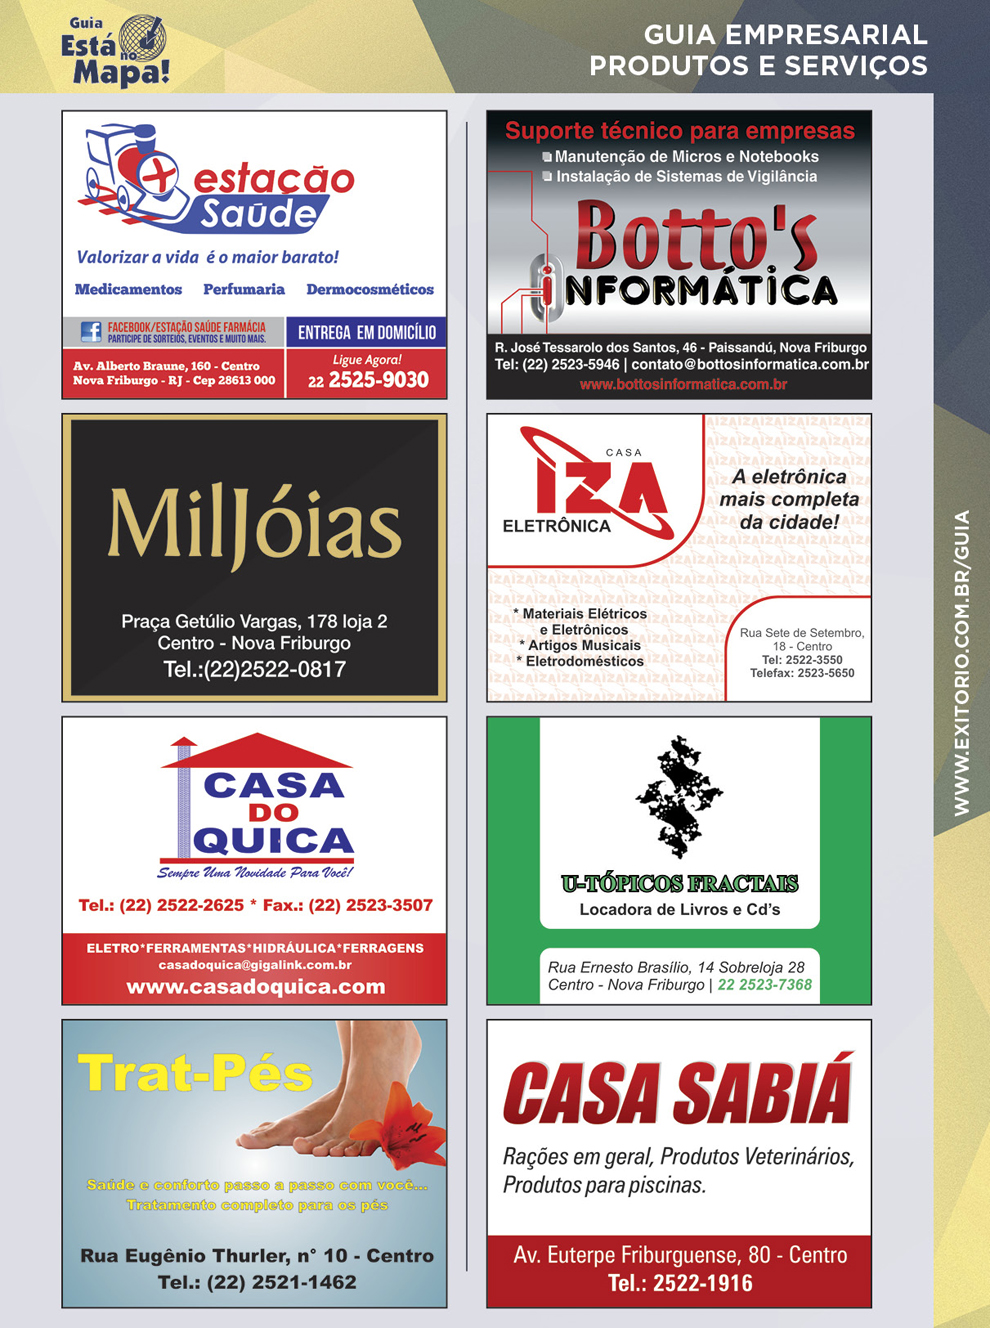 Guia
Está
no
Mapa!
GUIA EMPRESARIAL
PRODUTOS E SERVIÇOS
estação
Saúde
Valorizar a vida é o maior barato!
Medicamentos Perfumaria Dermocosméticos
FACEBOOK/ESTAÇÃO SAÚDE FARMÁCIA
PARTICIPE DE SORTEIOS, EVENTOS E MUITO MAIS.
ENTREGA EM DOMICÍLIO
Av. Alberto Braune, 160 - Centro
Nova Friburgo - RJ - Cep 28613 000
Ligue Agora!
22 2525-9030
MilJóias
Praça Getúlio Vargas, 178 loja 2
Centro - Nova Friburgo
Tel.:(22)2522-0817
CASA
DO
QUICA
Sempre Uma Novidade Para Você!
Tel.: (22) 2522-2625 * Fax.: (22) 2523-3507
ELETRO*FERRAMENTAS*HIDRÁULICA*FERRAGENS
casadoquica@gigalink.com.br
www.casadoquica.com
Trat-Pés
Saúde e conforto passo a passo com você...
Tratamento completo para os pés
Rua Eugênio Thurler, n° 10 - Centro
Tel.: (22) 2521-1462
Suporte técnico para empresas
Manutenção de Micros e Notebooks
Instalação de Sistemas de Vigilância
Botto's
iNFORMÁTICA
R. José Tessarolo dos Santos, 46 - Paissandú, Nova Friburgo
Tel: (22) 2523-5946 | contato@bottosinformatica.com.br
www.bottosinformatica.com.br
CASA
IZA
ELETRÔNICA
A eletrônica
mais completa
da cidade!
* Materiais Elétricos
e Eletrônicos
* Artigos Musicais
* Eletrodomésticos
Rua Sete de Setembro,
18 - Centro
Tel: 2522-3550
Telefax: 2523-5650
U-TÓPICOS FRACTAIS
Locadora de Livros e Cd's
Rua Ernesto Brasílio, 14 Sobreloja 28
Centro - Nova Friburgo | 22 2523-7368
CASA SABIÁ
Rações em geral, Produtos Veterinários,
Produtos para piscinas.
Av. Euterpe Friburguense, 80 - Centro
Tel.: 2522-1916
WWW.EXITORIO.COM.BR/GUIA